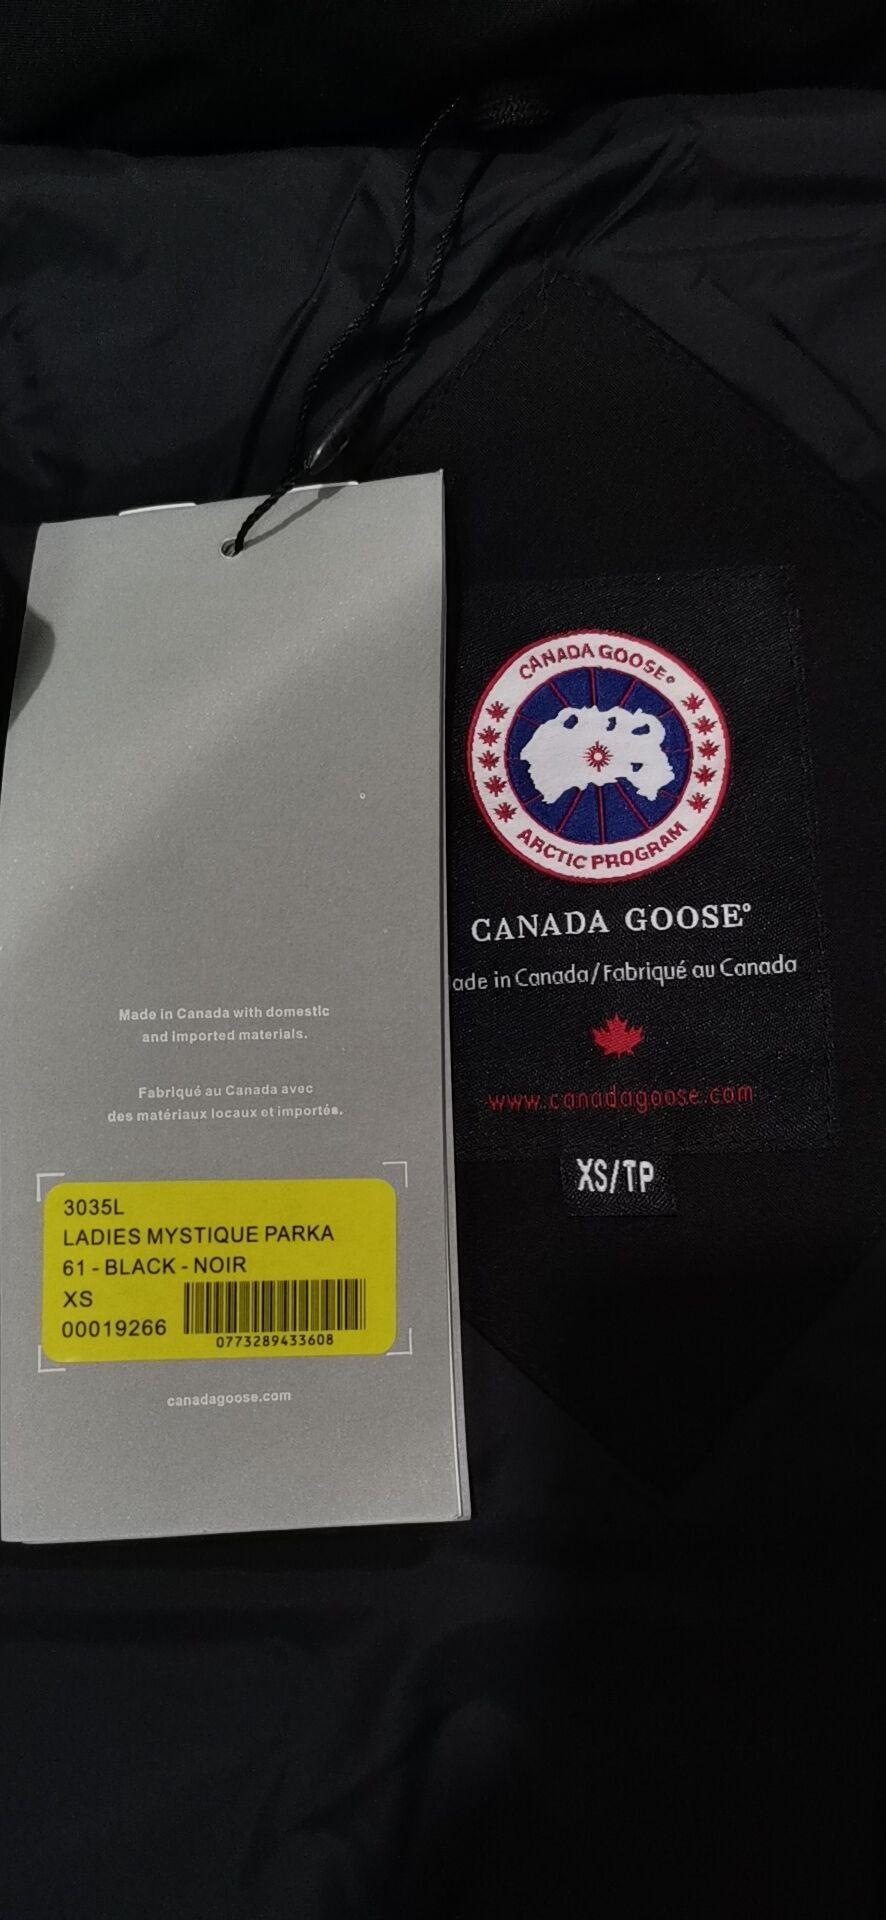 Made in Canada with domestic
and imported materials.
Fabriqué au Canada avec
des matériaux locaux et importés.
3035L
LADIES MYSTIQUE PARKA
61 - BLACK - NOIR
XS
00019266
0773289433608
canadagoose.com
CANADA GOOSE®
ARCTIC PROGRAM
CANADA GOOSE®
ade in Canada/Fabriqué au Canada
www.canadagoose.com
XS/TP